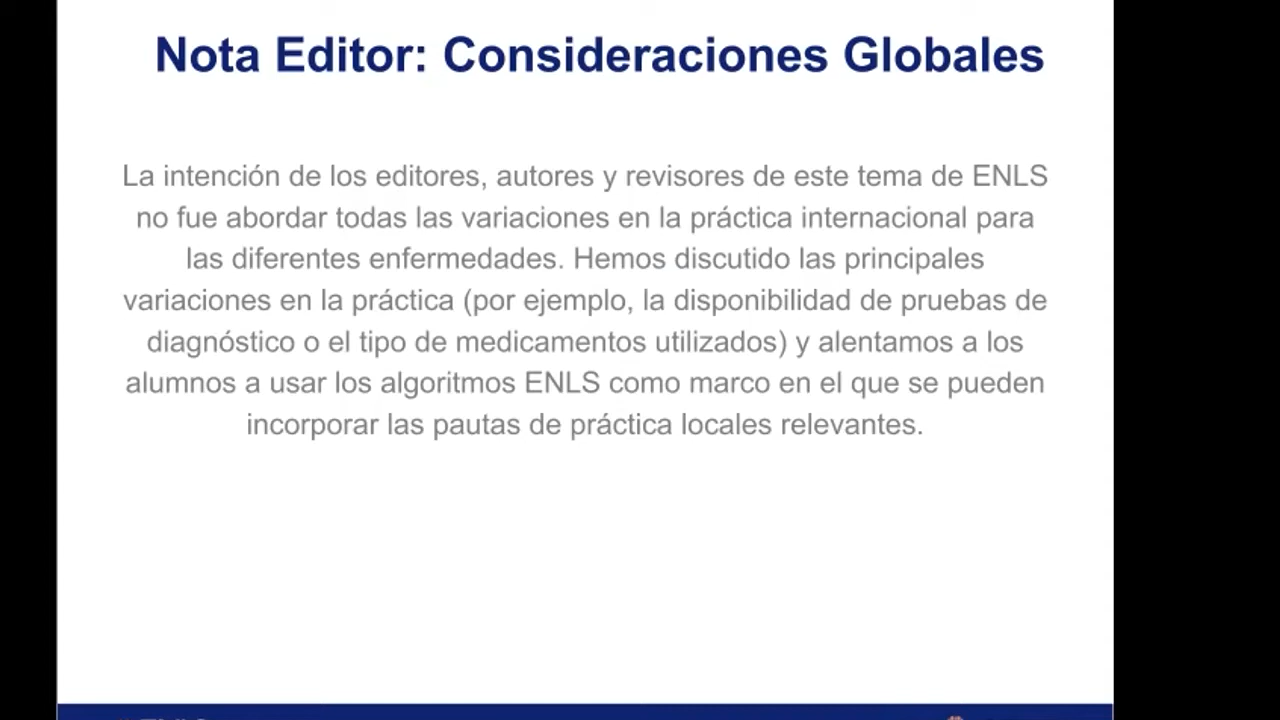 Nota Editor: Consideraciones Globales
La intención de los editores, autores y revisores de este tema de ENLS
no fue abordar todas las variaciones en la práctica internacional para
las diferentes enfermedades. Hemos discutido las principales
variaciones en la práctica (por ejemplo, la disponibilidad de pruebas de
diagnóstico o el tipo de medicamentos utilizados) y alentamos a los
alumnos a usar los algoritmos ENLS como marco en el que se pueden
incorporar las pautas de práctica locales relevantes.